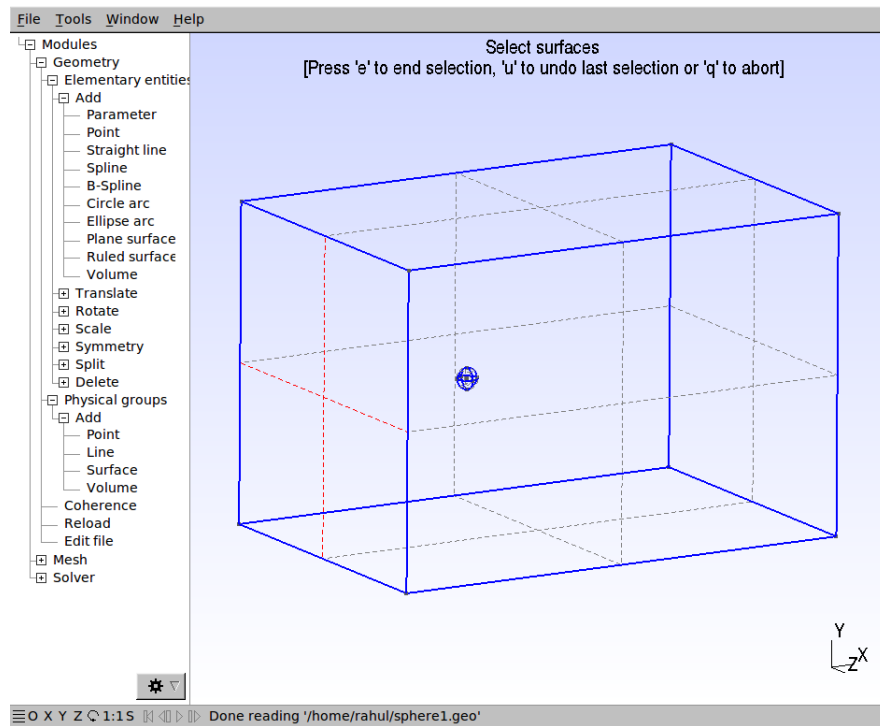 File Tools Window Help
Modules
Geometry
Elementary entities
Add
Parameter
Point
Straight line
Spline
B-Spline
Circle arc
Ellipse arc
Plane surface
Ruled surface
Volume
Translate
Rotate
Scale
Symmetry
Split
Delete
Physical groups
Add
Point
Line
Surface
Volume
Coherence
Reload
Edit file
Mesh
Solver
Select surfaces
[Press 'e' to end selection, 'u' to undo last selection or 'q' to abort]
Y
X
Z
O X Y Z 1:1 S Done reading '/home/rahul/sphere1.geo'